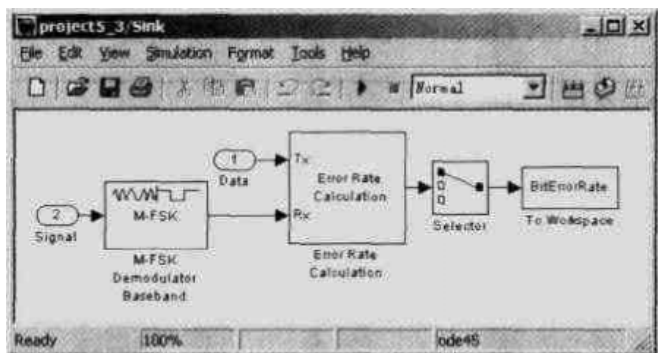 project5_3/Sink
File Edit View Simulation Format Tools Help
Normal
1
Data
Tx
Rx
Error Rate
Calculation
Error Rate
Calculation
2
Signal
M-FSK
M-FSK
Demodulator
Baseband
Selector
BitErrorRate
To Workspace
Ready 100% ode45